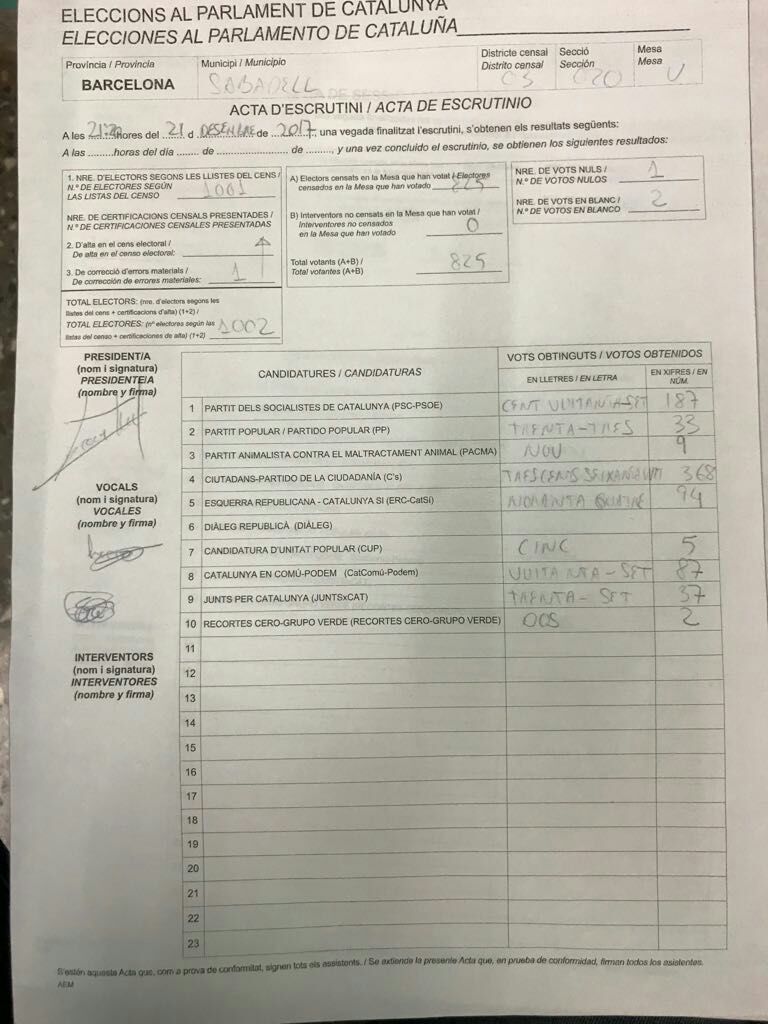 ELECCIONS AL PARLAMENT DE CATALUNYA
ELECCIONES AL PARLAMENTO DE CATALUÑA
Província / Provincia
BARCELONA
Municipi / Municipio
SABADELL
Districte censal
Distrito censal
03
Secció
Sección
020
Mesa
Mesa
U
ACTA D'ESCRUTINI / ACTA DE ESCRUTINIO
A les 21:20 hores del 21 d DESEMBRE de 2017, una vegada finalitzat l'escrutini, s'obtenen els resultats següents:
A las .........horas del día ....... de ......................... de ........, y una vez concluido el escrutinio, se obtienen los siguientes resultados:
1. NRE. D'ELECTORS SEGONS LES LLISTES DEL CENS /
N.º DE ELECTORES SEGÚN
LAS LISTAS DEL CENSO 1001
NRE. DE CERTIFICACIONS CENSALS PRESENTADES /
N.º DE CERTIFICACIONES CENSALES PRESENTADAS
2. D'alta en el cens electoral /
De alta en el censo electoral:
3. De correcció d'errors materials /
De corrección de errores materiales: 1
TOTAL ELECTORS: (nre. d'electors segons les
llistes del cens + certificacions d'alta) (1+2) /
TOTAL ELECTORES: (nº electores según las
listas del censo + certificaciones de alta) (1+2) 1002
A) Electors censats en la Mesa que han votat / Electores
censados en la Mesa que han votado 825
B) Interventors no censats en la Mesa que han votat /
Interventores no censados
en la Mesa que han votado 0
Total votants (A+B) /
Total votantes (A+B) 825
NRE. DE VOTS NULS /
N.º DE VOTOS NULOS 1
NRE. DE VOTS EN BLANC /
N.º DE VOTOS EN BLANCO 2
PRESIDENT/A
(nom i signatura)
PRESIDENTE/A
(nombre y firma)
VOCALS
(nom i signatura)
VOCALES
(nombre y firma)
INTERVENTORS
(nom i signatura)
INTERVENTORES
(nombre y firma)
CANDIDATURES / CANDIDATURAS
VOTS OBTINGUTS / VOTOS OBTENIDOS
EN LLETRES / EN LETRA
EN XIFRES / EN NÚM.
1 PARTIT DELS SOCIALISTES DE CATALUNYA (PSC-PSOE) CENT VUITANTA-SET 187
2 PARTIT POPULAR / PARTIDO POPULAR (PP) TRENTA-TRES 33
3 PARTIT ANIMALISTA CONTRA EL MALTRACTAMENT ANIMAL (PACMA) NOU 9
4 CIUTADANS-PARTIDO DE LA CIUDADANÍA (C's) TRES CENTS SEIXANTA VUIT 368
5 ESQUERRA REPUBLICANA - CATALUNYA SI (ERC-CatSí) NORANTA QUATRE 94
6 DIÀLEG REPUBLICÀ (DIÀLEG)
7 CANDIDATURA D'UNITAT POPULAR (CUP) CINC 5
8 CATALUNYA EN COMÚ-PODEM (CatComú-Podem) VUITANTA-SET 87
9 JUNTS PER CATALUNYA (JUNTSxCAT) TRENTA-SET 37
10 RECORTES CERO-GRUPO VERDE (RECORTES CERO-GRUPO VERDE) DOS 2
11
12
13
14
15
16
17
18
19
20
21
22
23
S'estén aquesta Acta que, com a prova de conformitat, signen tots els assistents. / Se extiende la presente Acta que, en prueba de conformidad, firman todos los asistentes.
AEM